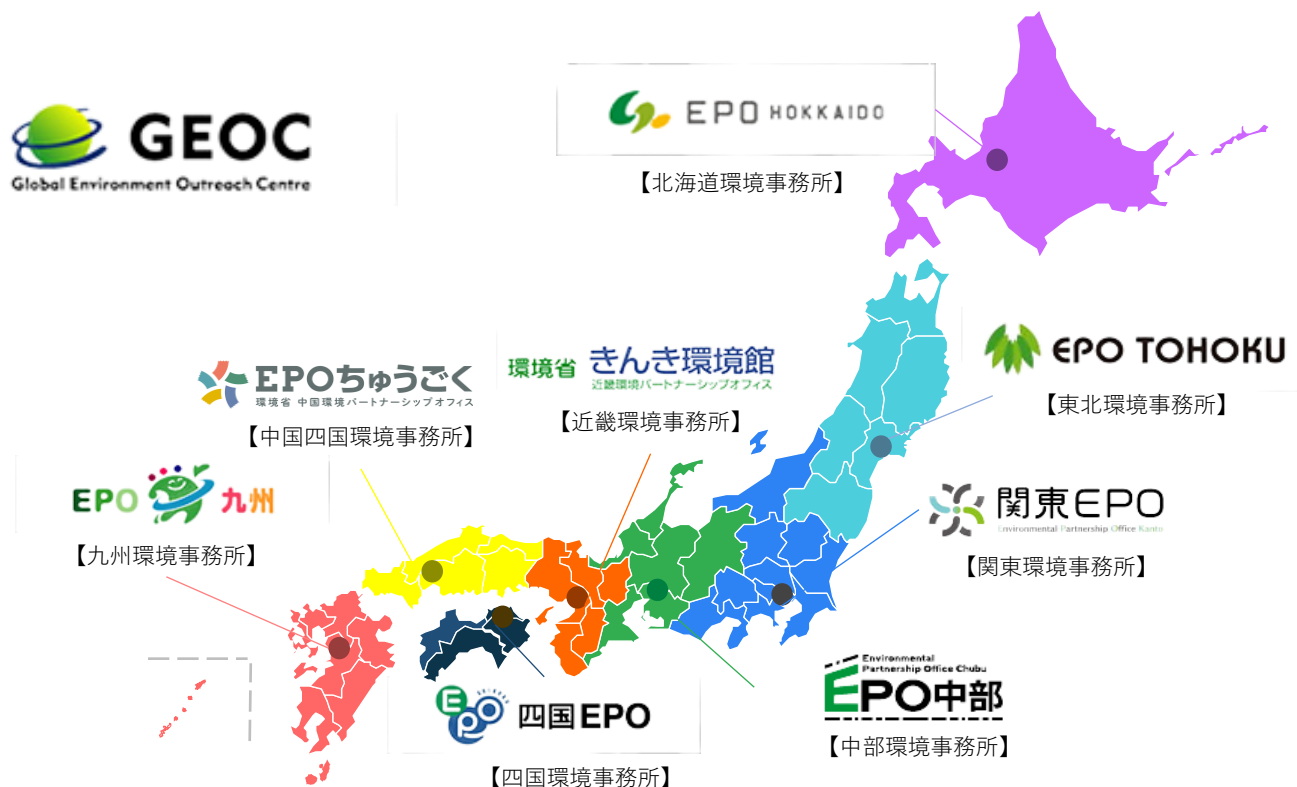 GEOC
Global Environment Outreach Centre
EPO HOKKAIDO
【北海道環境事務所】
EPO TOHOKU
【東北環境事務所】
環境省 きんき環境館
近畿環境パートナーシップオフィス
【近畿環境事務所】
EPOちゅうごく
環境省 中国環境パートナーシップオフィス
【中国四国環境事務所】
EPO 九州
【九州環境事務所】
関東EPO
Environmental Partnership Office Kanto
【関東環境事務所】
Environmental
Partnership Office Chubu
EPO中部
【中部環境事務所】
EPO 四国EPO
【四国環境事務所】